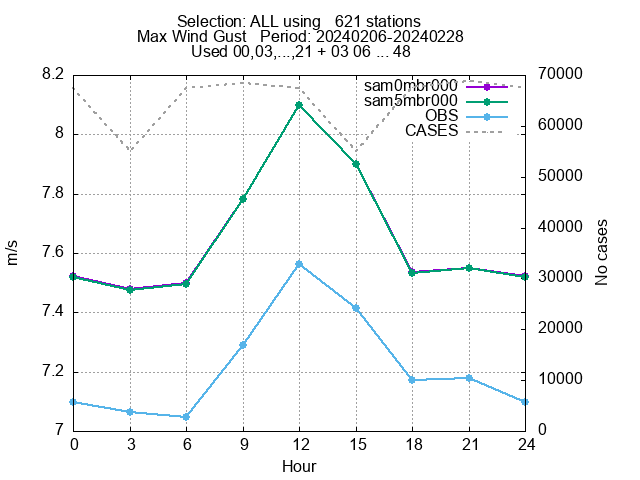 Selection: ALL using   621 stations
Max Wind Gust   Period: 20240206-20240228
Used 00,03,...,21 + 03 06 ... 48
sam0mbr000
sam5mbr000
OBS
CASES
8.2
8
7.8
7.6
7.4
7.2
7
70000
60000
50000
40000
30000
20000
10000
0
m/s
No cases
0 3 6 9 12 15 18 21 24
Hour